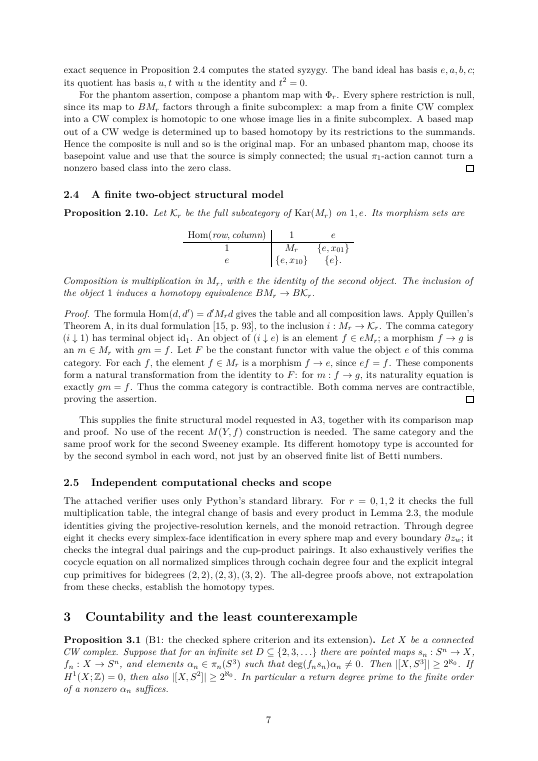 exact sequence in Proposition 2.4 computes the stated syzygy. The band ideal has basis e, a, b, c;
its quotient has basis u, t with u the identity and t² = 0.
For the phantom assertion, compose a phantom map with Φᵣ. Every sphere restriction is null,
since its map to BMᵣ factors through a finite subcomplex: a map from a finite CW complex
into a CW complex is homotopic to one whose image lies in a finite subcomplex. A based map
out of a CW wedge is determined up to based homotopy by its restrictions to the summands.
Hence the composite is null and so is the original map. For an unbased phantom map, choose its
basepoint value and use that the source is simply connected; the usual π₁-action cannot turn a
nonzero based class into the zero class. □
2.4 A finite two-object structural model
Proposition 2.10. Let 𝒦ᵣ be the full subcategory of Kar(Mᵣ) on 1, e. Its morphism sets are
Hom(row, column) 1 e
1 Mᵣ {e, x₀₁}
e {e, x₁₀} {e}.
Composition is multiplication in Mᵣ, with e the identity of the second object. The inclusion of
the object 1 induces a homotopy equivalence BMᵣ → B𝒦ᵣ.
Proof. The formula Hom(d, d′) = d′Mᵣd gives the table and all composition laws. Apply Quillen's
Theorem A, in its dual formulation [15, p. 93], to the inclusion i : Mᵣ → 𝒦ᵣ. The comma category
(i ↓ 1) has terminal object id₁. An object of (i ↓ e) is an element f ∈ eMᵣ; a morphism f → g is
an m ∈ Mᵣ with gm = f. Let F be the constant functor with value the object e of this comma
category. For each f, the element f ∈ Mᵣ is a morphism f → e, since ef = f. These components
form a natural transformation from the identity to F: for m : f → g, its naturality equation is
exactly gm = f. Thus the comma category is contractible. Both comma nerves are contractible,
proving the assertion. □
This supplies the finite structural model requested in A3, together with its comparison map
and proof. No use of the recent M(Y, f) construction is needed. The same category and the
same proof work for the second Sweeney example. Its different homotopy type is accounted for
by the second symbol in each word, not just by an observed finite list of Betti numbers.
2.5 Independent computational checks and scope
The attached verifier uses only Python's standard library. For r = 0, 1, 2 it checks the full
multiplication table, the integral change of basis and every product in Lemma 2.3, the module
identities giving the projective-resolution kernels, and the monoid retraction. Through degree
eight it checks every simplex-face identification in every sphere map and every boundary ∂z_w; it
checks the integral dual pairings and the cup-product pairings. It also exhaustively verifies the
cocycle equation on all normalized simplices through cochain degree four and the explicit integral
cup primitives for bidegrees (2, 2), (2, 3), (3, 2). The all-degree proofs above, not extrapolation
from these checks, establish the homotopy types.
3 Countability and the least counterexample
Proposition 3.1 (B1: the checked sphere criterion and its extension). Let X be a connected
CW complex. Suppose that for an infinite set D ⊆ {2, 3, . . .} there are pointed maps sₙ : Sⁿ → X,
fₙ : X → Sⁿ, and elements αₙ ∈ πₙ(S³) such that deg(fₙsₙ)αₙ ≠ 0. Then |[X, S³]| ≥ 2^ℵ₀. If
H¹(X; ℤ) = 0, then also |[X, S²]| ≥ 2^ℵ₀. In particular a return degree prime to the finite order
of a nonzero αₙ suffices.
7